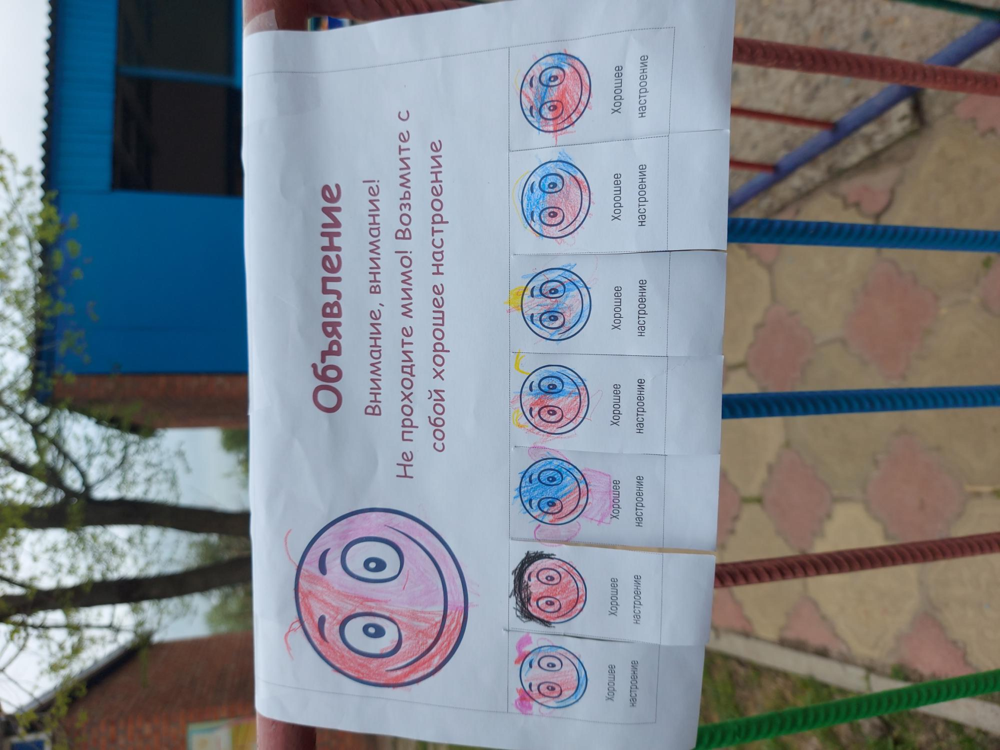 Объявление
Внимание, внимание!
Не проходите мимо! Возьмите с
собой хорошее настроение
Хорошее
настроение
Хорошее
настроение
Хорошее
настроение
Хорошее
настроение
Хорошее
настроение
Хорошее
настроение
Хорошее
настроение